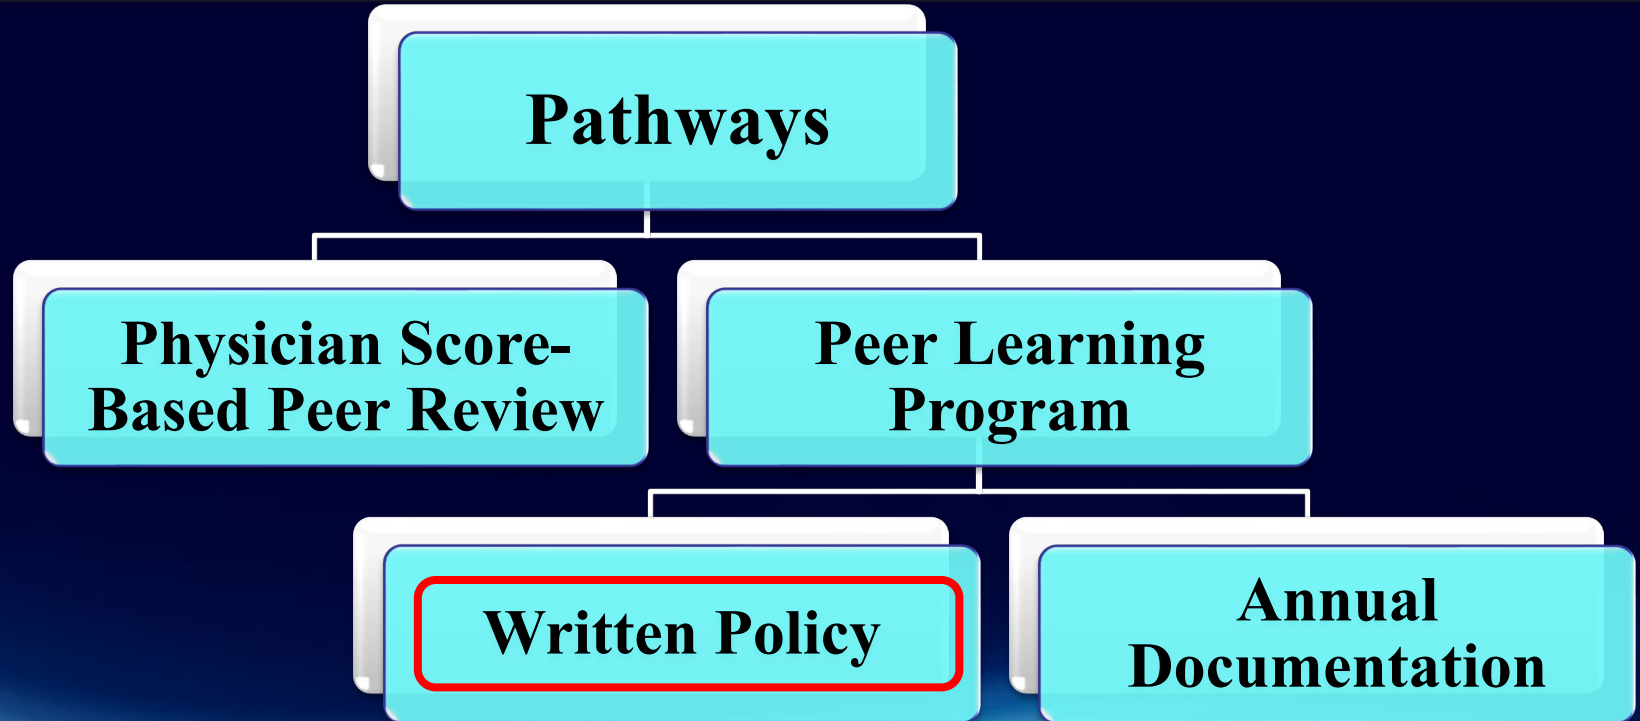 Pathways
Physician Score-
Based Peer Review
Peer Learning
Program
Written Policy
Annual
Documentation